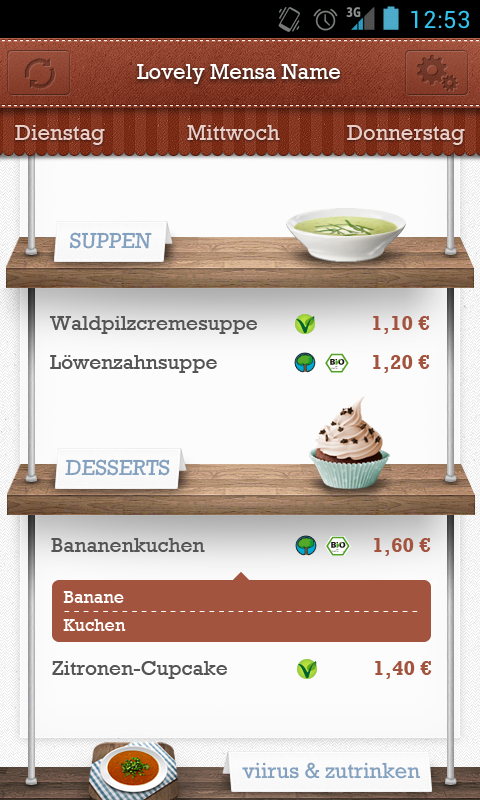 3G 12:53
Lovely Mensa Name
Dienstag Mittwoch Donnerstag
SUPPEN
Waldpilzcremesuppe 1,10 €
Löwenzahnsuppe BiO 1,20 €
DESSERTS
Bananenkuchen BiO 1,60 €
Banane
Kuchen
Zitronen-Cupcake 1,40 €
viirus & zutrinken